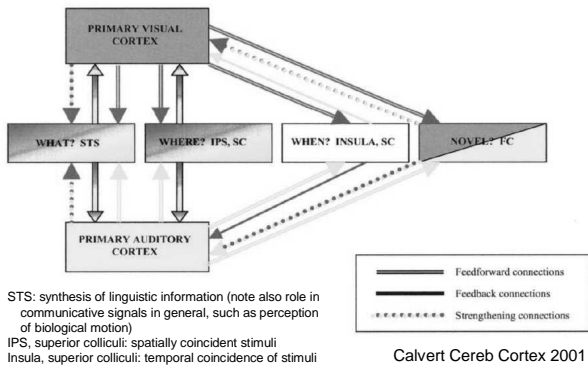 PRIMARY VISUAL
CORTEX
WHAT? STS
WHERE? IPS, SC
WHEN? INSULA, SC
NOVEL? FC
PRIMARY AUDITORY
CORTEX
Feedforward connections
Feedback connections
Strengthening connections
STS: synthesis of linguistic information (note also role in
communicative signals in general, such as perception
of biological motion)
IPS, superior colliculi: spatially coincident stimuli
Insula, superior colliculi: temporal coincidence of stimuli
Calvert Cereb Cortex 2001